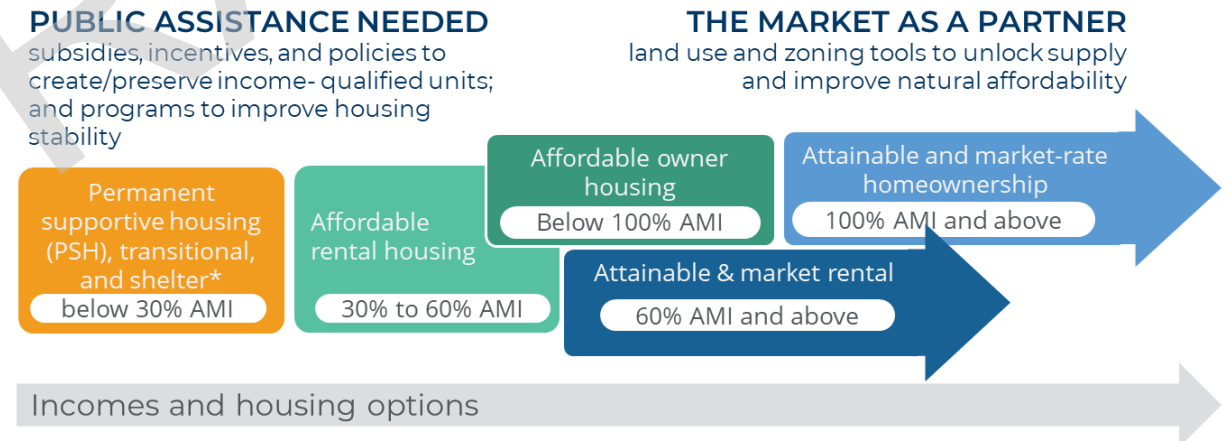 PUBLIC ASSISTANCE NEEDED
subsidies, incentives, and policies to
create/preserve income- qualified units;
and programs to improve housing
stability
THE MARKET AS A PARTNER
land use and zoning tools to unlock supply
and improve natural affordability
Permanent
supportive housing
(PSH), transitional,
and shelter*
below 30% AMI
Affordable
rental housing
30% to 60% AMI
Affordable owner
housing
Below 100% AMI
Attainable and market-rate
homeownership
100% AMI and above
Attainable & market rental
60% AMI and above
Incomes and housing options